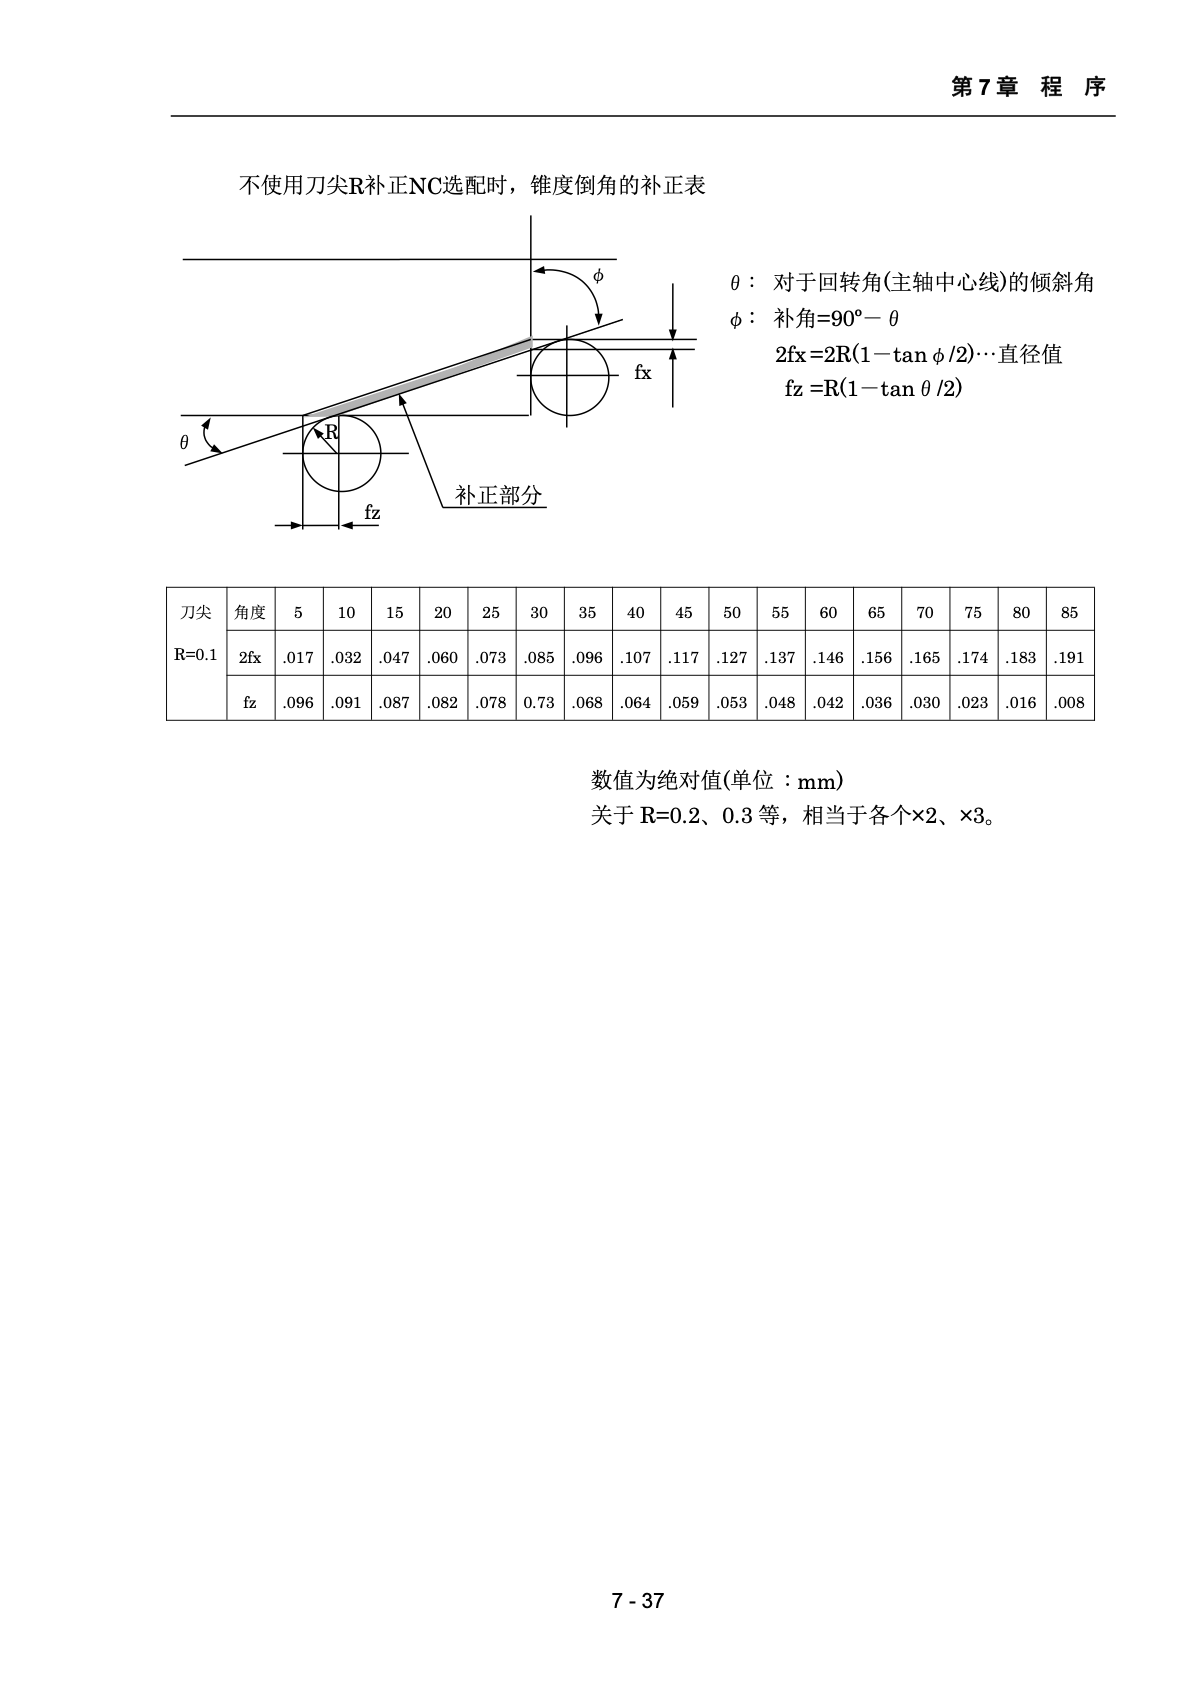 第 7 章 程 序
不使用刀尖R补正NC选配时，锥度倒角的补正表
φ
θ： 对于回转角(主轴中心线)的倾斜角
φ： 补角=90º－θ
2fx =2R(1－tanφ/2)…直径值
fx
fz =R(1－tanθ/2)
θ
R
补正部分
fz
刀尖 角度 5 10 15 20 25 30 35 40 45 50 55 60 65 70 75 80 85
R=0.1 2fx .017 .032 .047 .060 .073 .085 .096 .107 .117 .127 .137 .146 .156 .165 .174 .183 .191
fz .096 .091 .087 .082 .078 0.73 .068 .064 .059 .053 .048 .042 .036 .030 .023 .016 .008
数值为绝对值(单位：mm)
关于 R=0.2、0.3 等，相当于各个×2、×3。
7 - 37